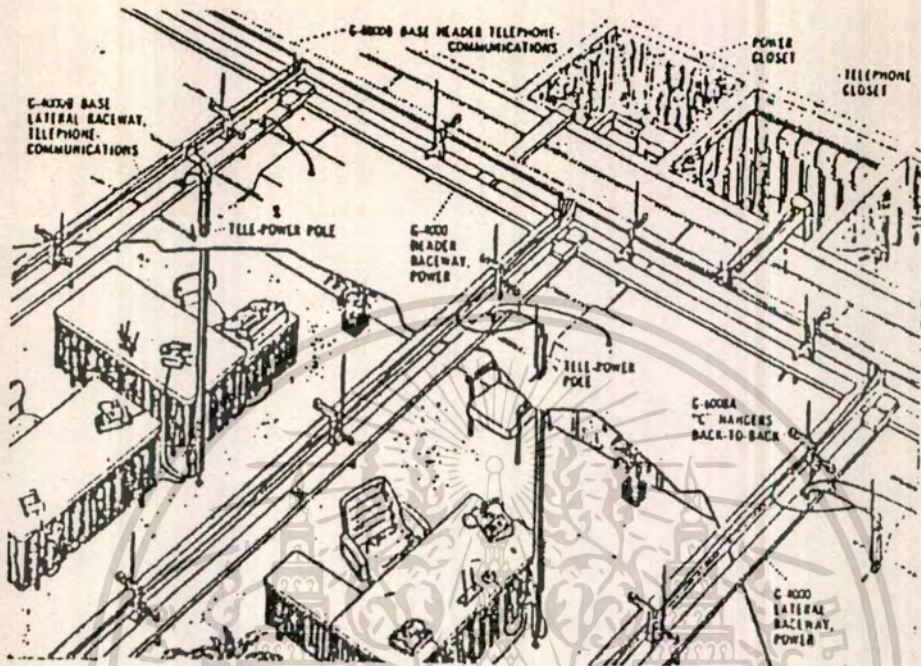 G-6000B BASE HEADER TELEPHONE-
COMMUNICATIONS
POWER
CLOSET
TELEPHONE
CLOSET
G-4000B BASE
LATERAL RACEWAY,
TELEPHONE-
COMMUNICATIONS
TELE-POWER POLE
G-4000
HEADER
RACEWAY,
POWER
TELE-POWER
POLE
G-6008A
"C" HANGERS
BACK-TO-BACK
G-4000
LATERAL
RACEWAY,
POWER